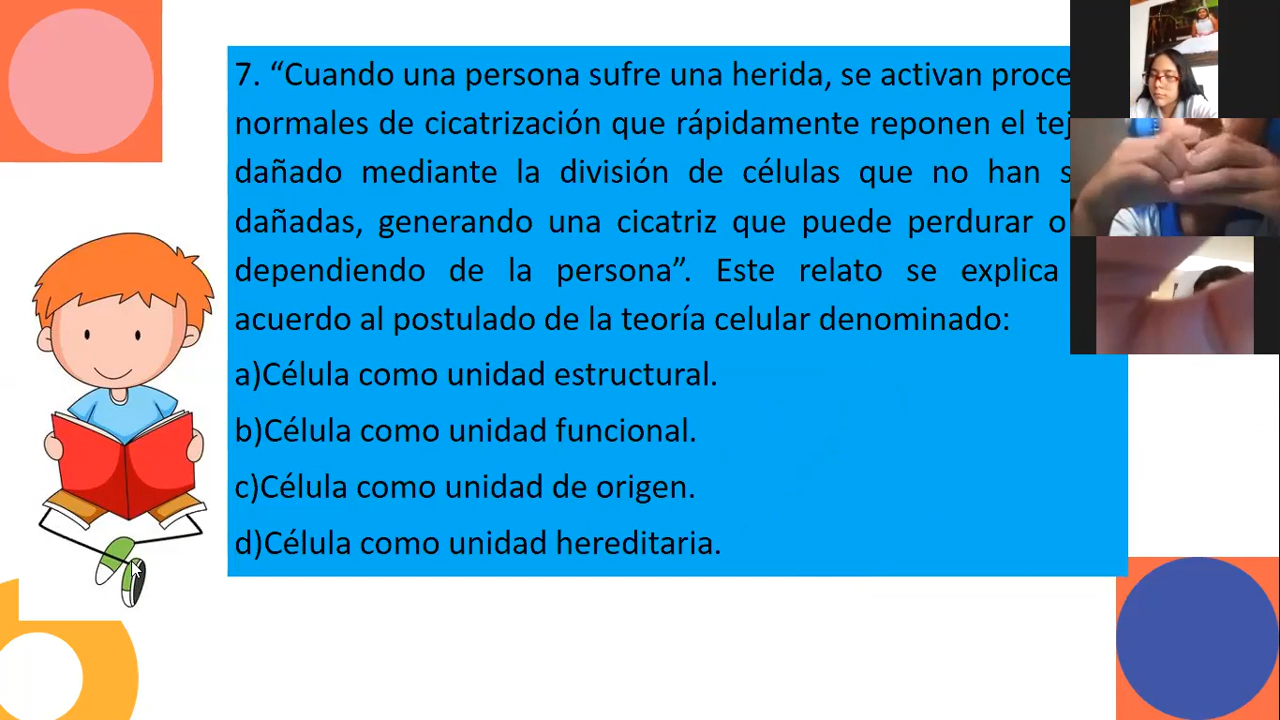 7. “Cuando una persona sufre una herida, se activan
normales de cicatrización que rápidamente reponen el
dañado mediante la división de células que no han
dañadas, generando una cicatriz que puede perdurar o
dependiendo de la persona”. Este relato se explica
acuerdo al postulado de la teoría celular denominado:
a)Célula como unidad estructural.
b)Célula como unidad funcional.
c)Célula como unidad de origen.
d)Célula como unidad hereditaria.